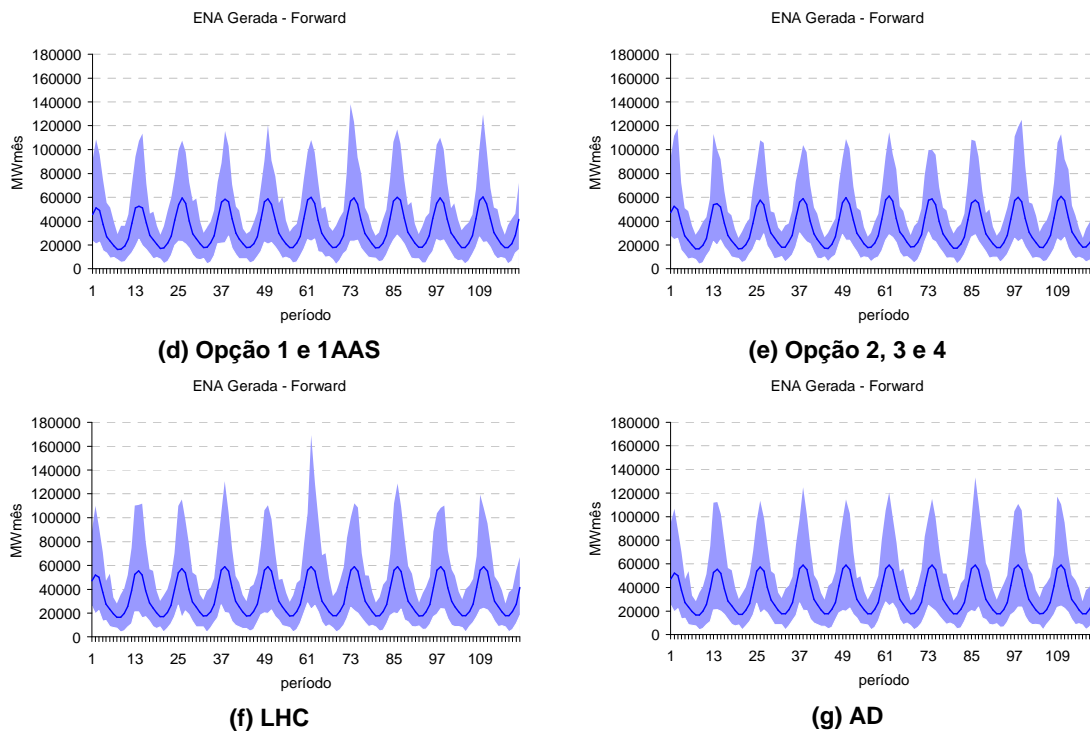 ENA Gerada - Forward
180000
160000
140000
120000
100000
80000
60000
40000
20000
0
MWmês
1 13 25 37 49 61 73 85 97 109
período
(d) Opção 1 e 1AAS
ENA Gerada - Forward
180000
160000
140000
120000
100000
80000
60000
40000
20000
0
MWmês
1 13 25 37 49 61 73 85 97 109
período
(e) Opção 2, 3 e 4
ENA Gerada - Forward
180000
160000
140000
120000
100000
80000
60000
40000
20000
0
MWmês
1 13 25 37 49 61 73 85 97 109
período
(f) LHC
ENA Gerada - Forward
180000
160000
140000
120000
100000
80000
60000
40000
20000
0
MWmês
1 13 25 37 49 61 73 85 97 109
período
(g) AD